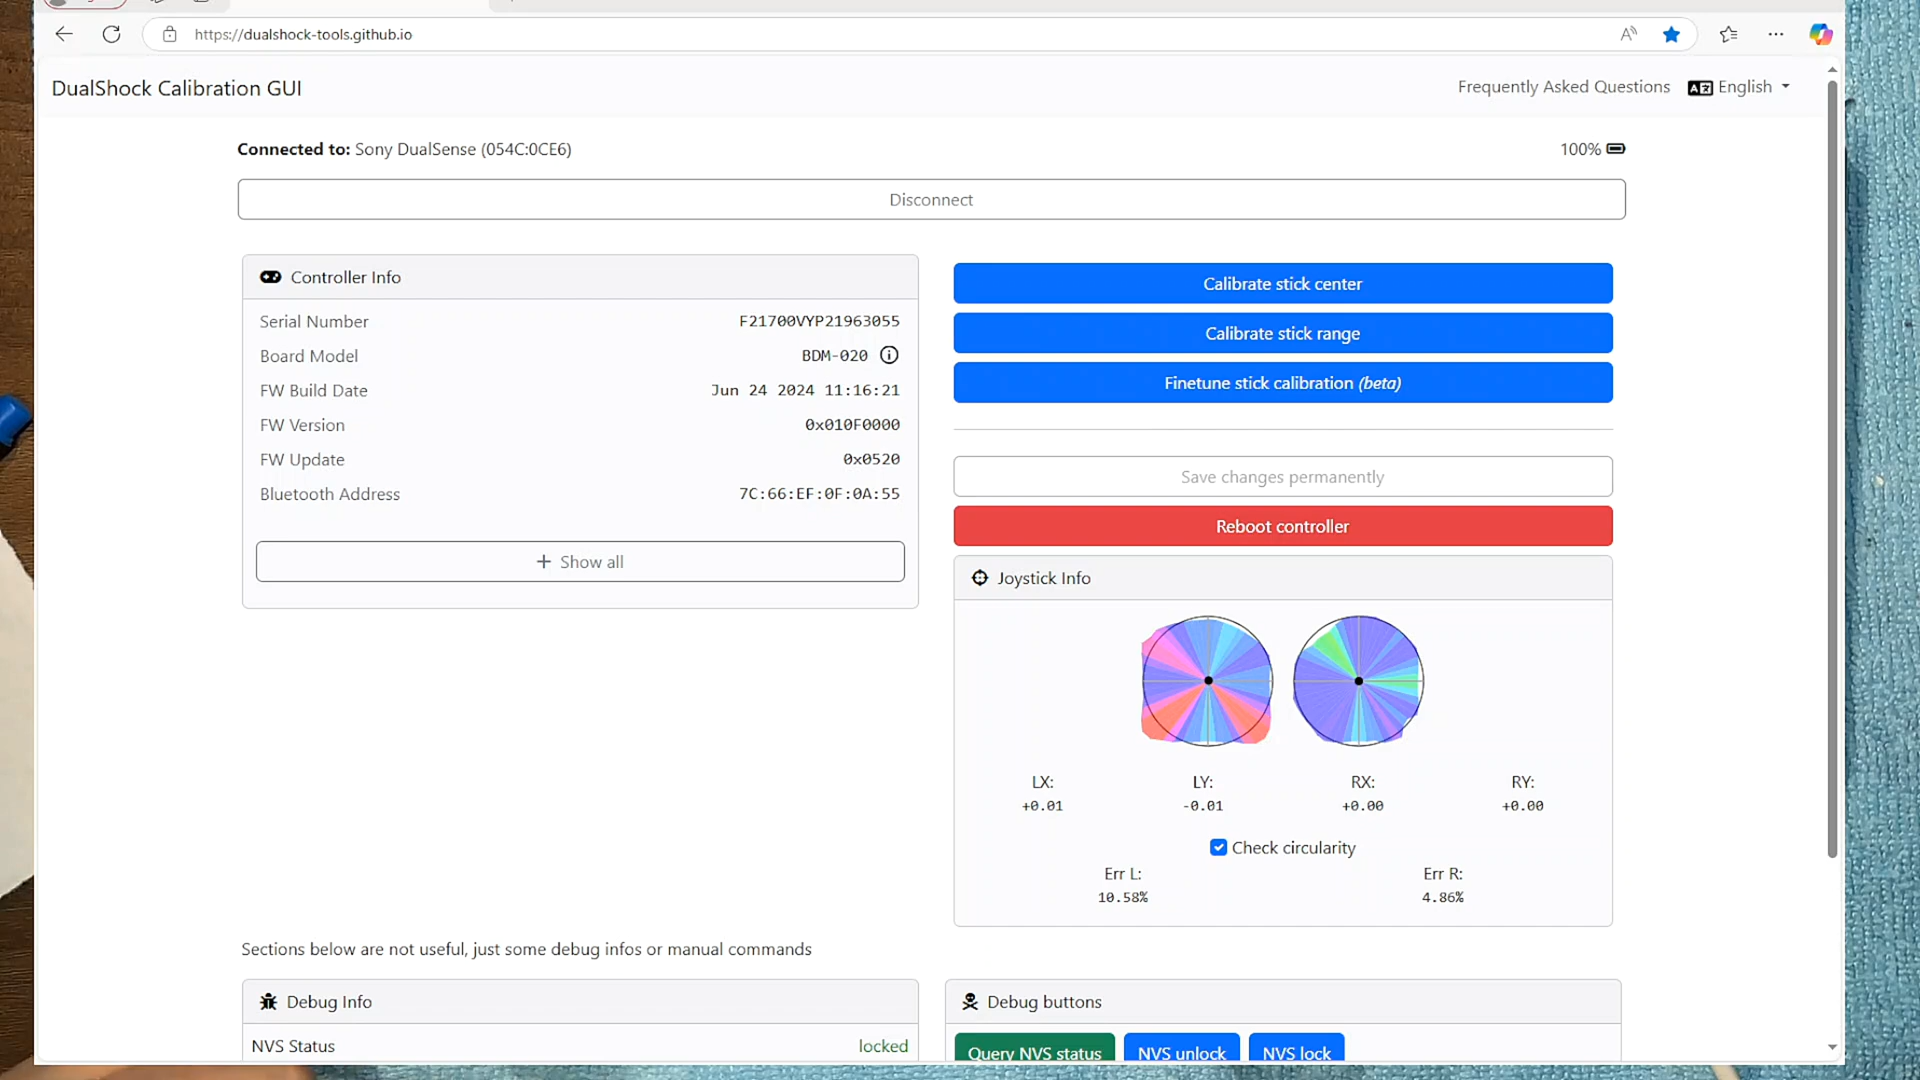 https://dualshock-tools.github.io
DualShock Calibration GUI
Frequently Asked Questions
English
Connected to: Sony DualSense (054C:0CE6)
100%
Disconnect
Controller Info
Serial Number F21700VYP21963055
Board Model BDM-020
FW Build Date Jun 24 2024 11:16:21
FW Version 0x010F0000
FW Update 0x0520
Bluetooth Address 7C:66:EF:0F:0A:55
+ Show all
Calibrate stick center
Calibrate stick range
Finetune stick calibration (beta)
Save changes permanently
Reboot controller
Joystick Info
LX: LY: RX: RY:
+0.01 -0.01 +0.00 +0.00
Check circularity
Err L: Err R:
10.58% 4.86%
Sections below are not useful, just some debug infos or manual commands
Debug Info
NVS Status locked
Debug buttons
Query NVS status NVS unlock NVS lock